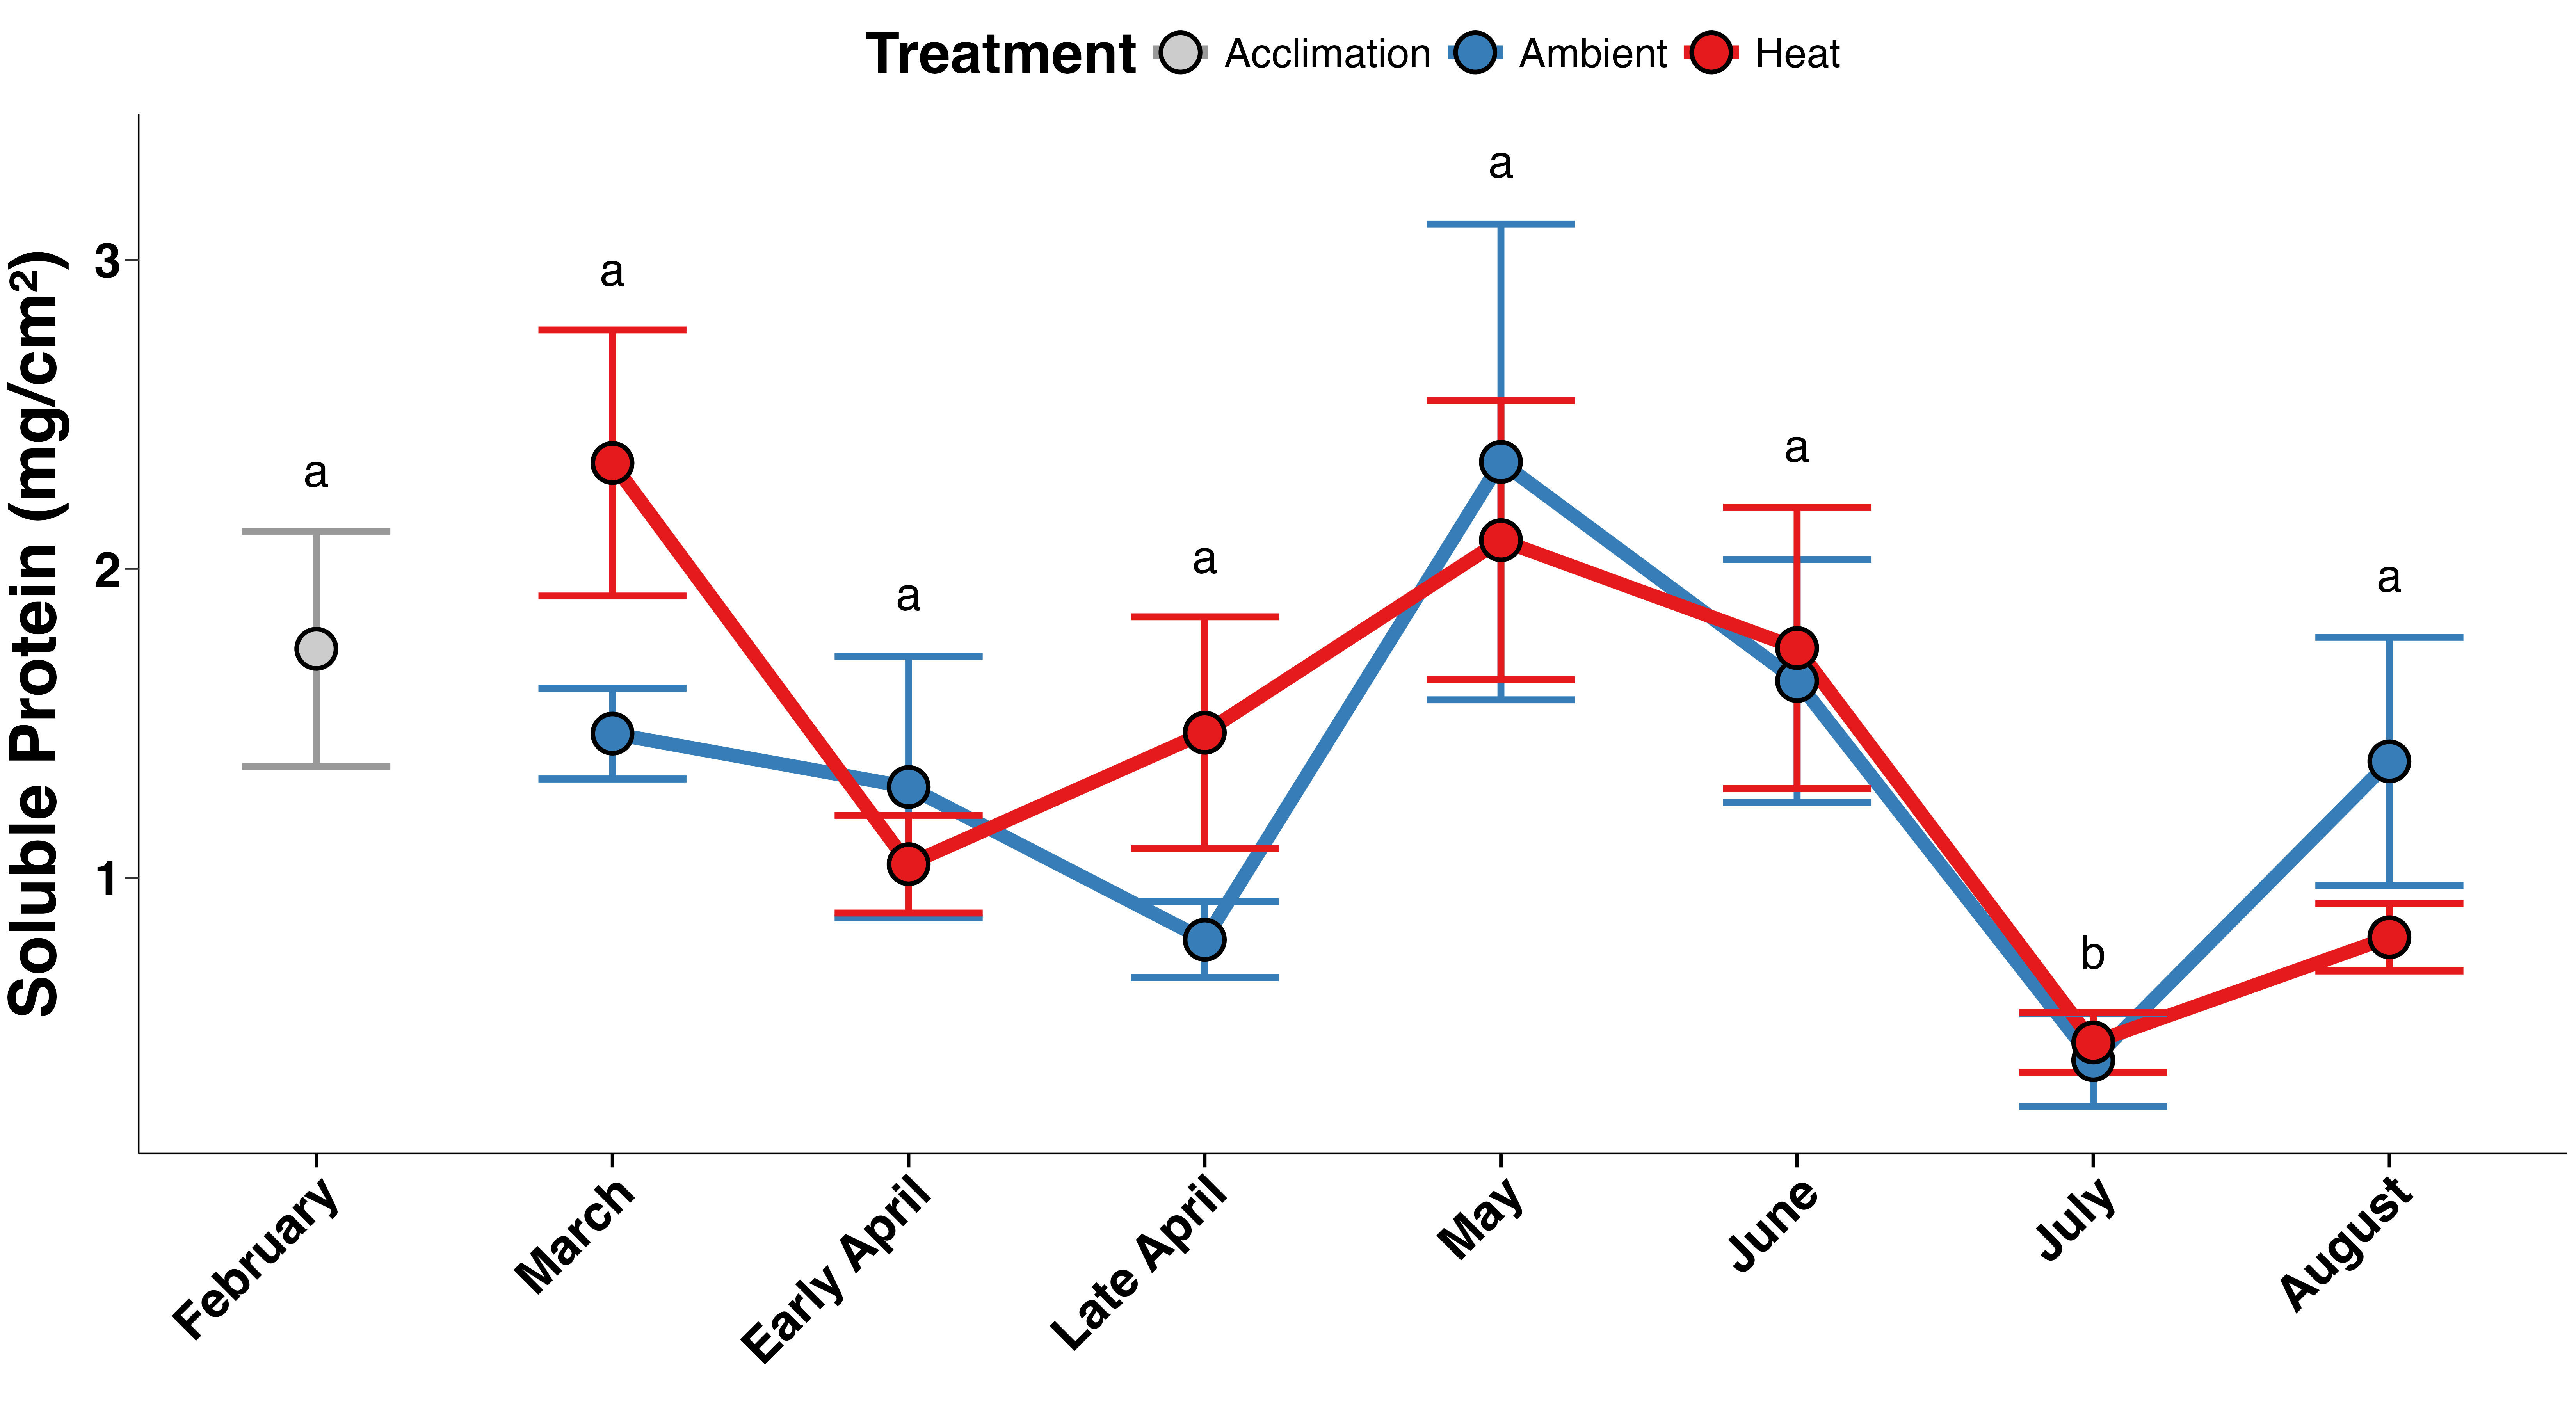 Treatment Acclimation Ambient Heat
Soluble Protein (mg/cm²)
3
2
1
a
a
a
a
a
a
b
a
February
March
Early April
Late April
May
June
July
August